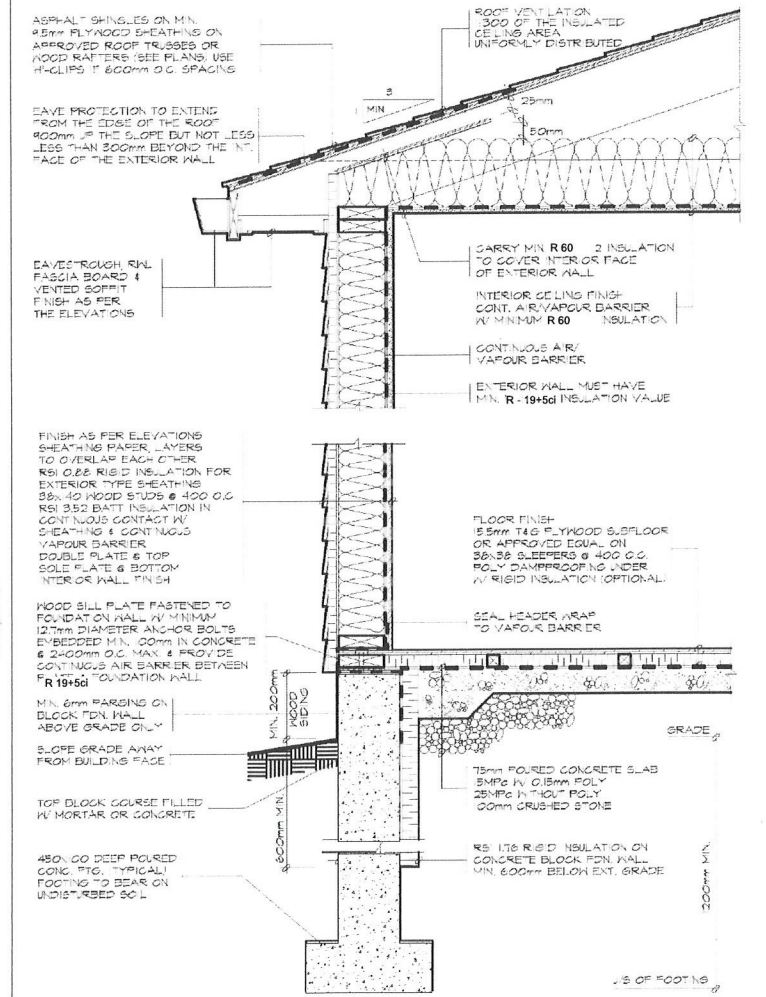 ASPHALT SHINGLES ON MIN.
9.5mm PLYWOOD SHEATHING ON
APPROVED ROOF TRUSSES OR
WOOD RAFTERS (SEE PLANS) USE
'H'-CLIPS IF 600mm O.C. SPACING
EAVE PROTECTION TO EXTEND
FROM THE EDGE OF THE ROOF
900mm UP THE SLOPE BUT NOT LESS
LESS THAN 300mm BEYOND THE INT.
FACE OF THE EXTERIOR WALL
EAVESTROUGH, RWL
FASCIA BOARD &
VENTED SOFFIT
FINISH AS PER
THE ELEVATIONS
ROOF VENTILATION
:300 OF THE INSULATED
CEILING AREA
UNIFORMLY DISTRIBUTED
3
MIN
25mm
50mm
CARRY MIN R 60 2 INSULATION
TO COVER INTERIOR FACE
OF EXTERIOR WALL
INTERIOR CEILING FINISH
CONT. AIR/VAPOUR BARRIER
W/ MINIMUM R 60 INSULATION
CONTINUOUS AIR/
VAPOUR BARRIER
EXTERIOR WALL MUST HAVE
MIN. R - 19+5ci INSULATION VALUE
FINISH AS PER ELEVATIONS
SHEATHING PAPER, LAYERS
TO OVERLAP EACH OTHER
RSI 0.88 RIGID INSULATION FOR
EXTERIOR TYPE SHEATHING
38x 40 WOOD STUDS @ 400 O.C.
RSI 3.52 BATT INSULATION IN
CONTINUOUS CONTACT W/
SHEATHING & CONTINUOUS
VAPOUR BARRIER
DOUBLE PLATE @ TOP
SOLE PLATE @ BOTTOM
INTERIOR WALL FINISH
WOOD SILL PLATE FASTENED TO
FOUNDATION WALL W/ MINIMUM
12.7mm DIAMETER ANCHOR BOLTS
EMBEDDED MIN. 00mm IN CONCRETE
@ 2400mm O.C. MAX. & PROVIDE
CONTINUOUS AIR BARRIER BETWEEN
R 19+5ci FOUNDATION WALL
MIN. 6mm PARGING ON
BLOCK FDN. WALL
ABOVE GRADE ONLY
SLOPE GRADE AWAY
FROM BUILDING FACE
TOP BLOCK COURSE FILLED
W/ MORTAR OR CONCRETE
450x 00 DEEP POURED
CONC. FTG. (TYPICAL)
FOOTING TO BEAR ON
UNDISTURBED SOIL
MIN. 200mm
WOOD
SIDING
600mm MIN.
FLOOR FINISH
15.5mm T&G PLYWOOD SUBFLOOR
OR APPROVED EQUAL ON
38x38 SLEEPERS @ 400 O.C.
POLY DAMPPROOFING UNDER
W/ RIGID INSULATION (OPTIONAL)
SEAL HEADER WRAP
TO VAPOUR BARRIER
GRADE
75mm POURED CONCRETE SLAB
5MPa W/ 0.15mm POLY
25MPa WITHOUT POLY
00mm CRUSHED STONE
RSI 1.76 RIGID INSULATION ON
CONCRETE BLOCK FDN. WALL
MIN. 600mm BELOW EXT. GRADE
200mm MIN.
U/S OF FOOTING